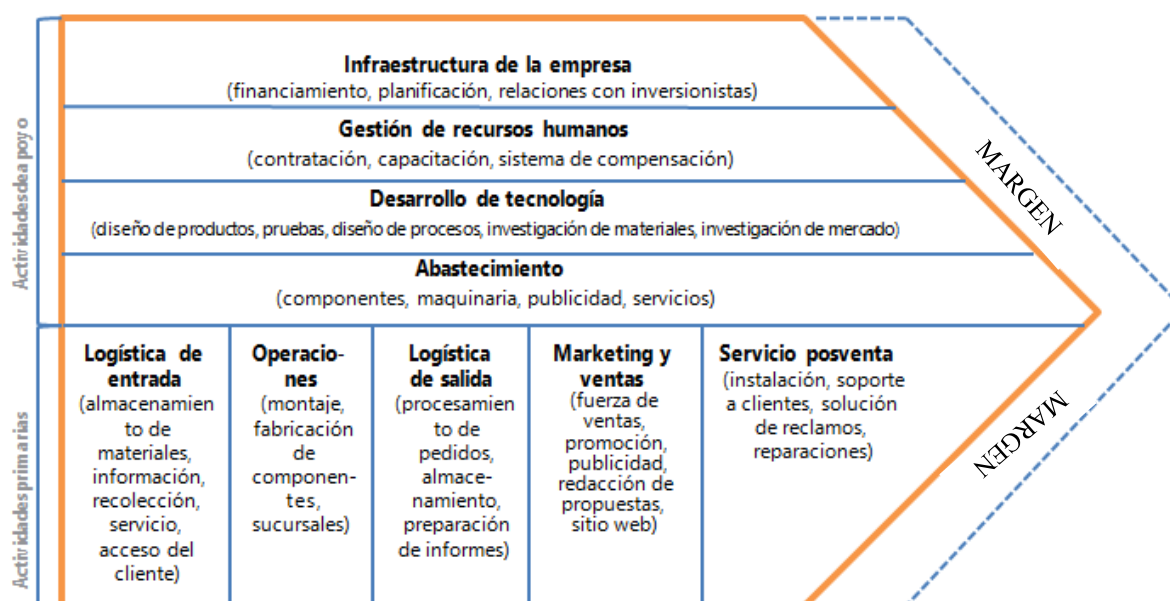 Actividades de apoyo
Infraestructura de la empresa
(financiamiento, planificación, relaciones con inversionistas)
Gestión de recursos humanos
(contratación, capacitación, sistema de compensación)
Desarrollo de tecnología
(diseño de productos, pruebas, diseño de procesos, investigación de materiales, investigación de mercado)
Abastecimiento
(componentes, maquinaria, publicidad, servicios)
MARGEN
Actividades primarias
Logística de
entrada
(almacenamien
to de
materiales,
información,
recolección,
servicio,
acceso del
cliente)
Operacio-
nes
(montaje,
fabricación
de
componen-
tes,
sucursales)
Logística
de salida
(procesamien
to de
pedidos,
almace-
namiento,
preparación
de informes)
Marketing y
ventas
(fuerza de
ventas,
promoción,
publicidad,
redacción de
propuestas,
sitio web)
Servicio posventa
(instalación, soporte
a clientes, solución
de reclamos,
reparaciones)
MARGEN